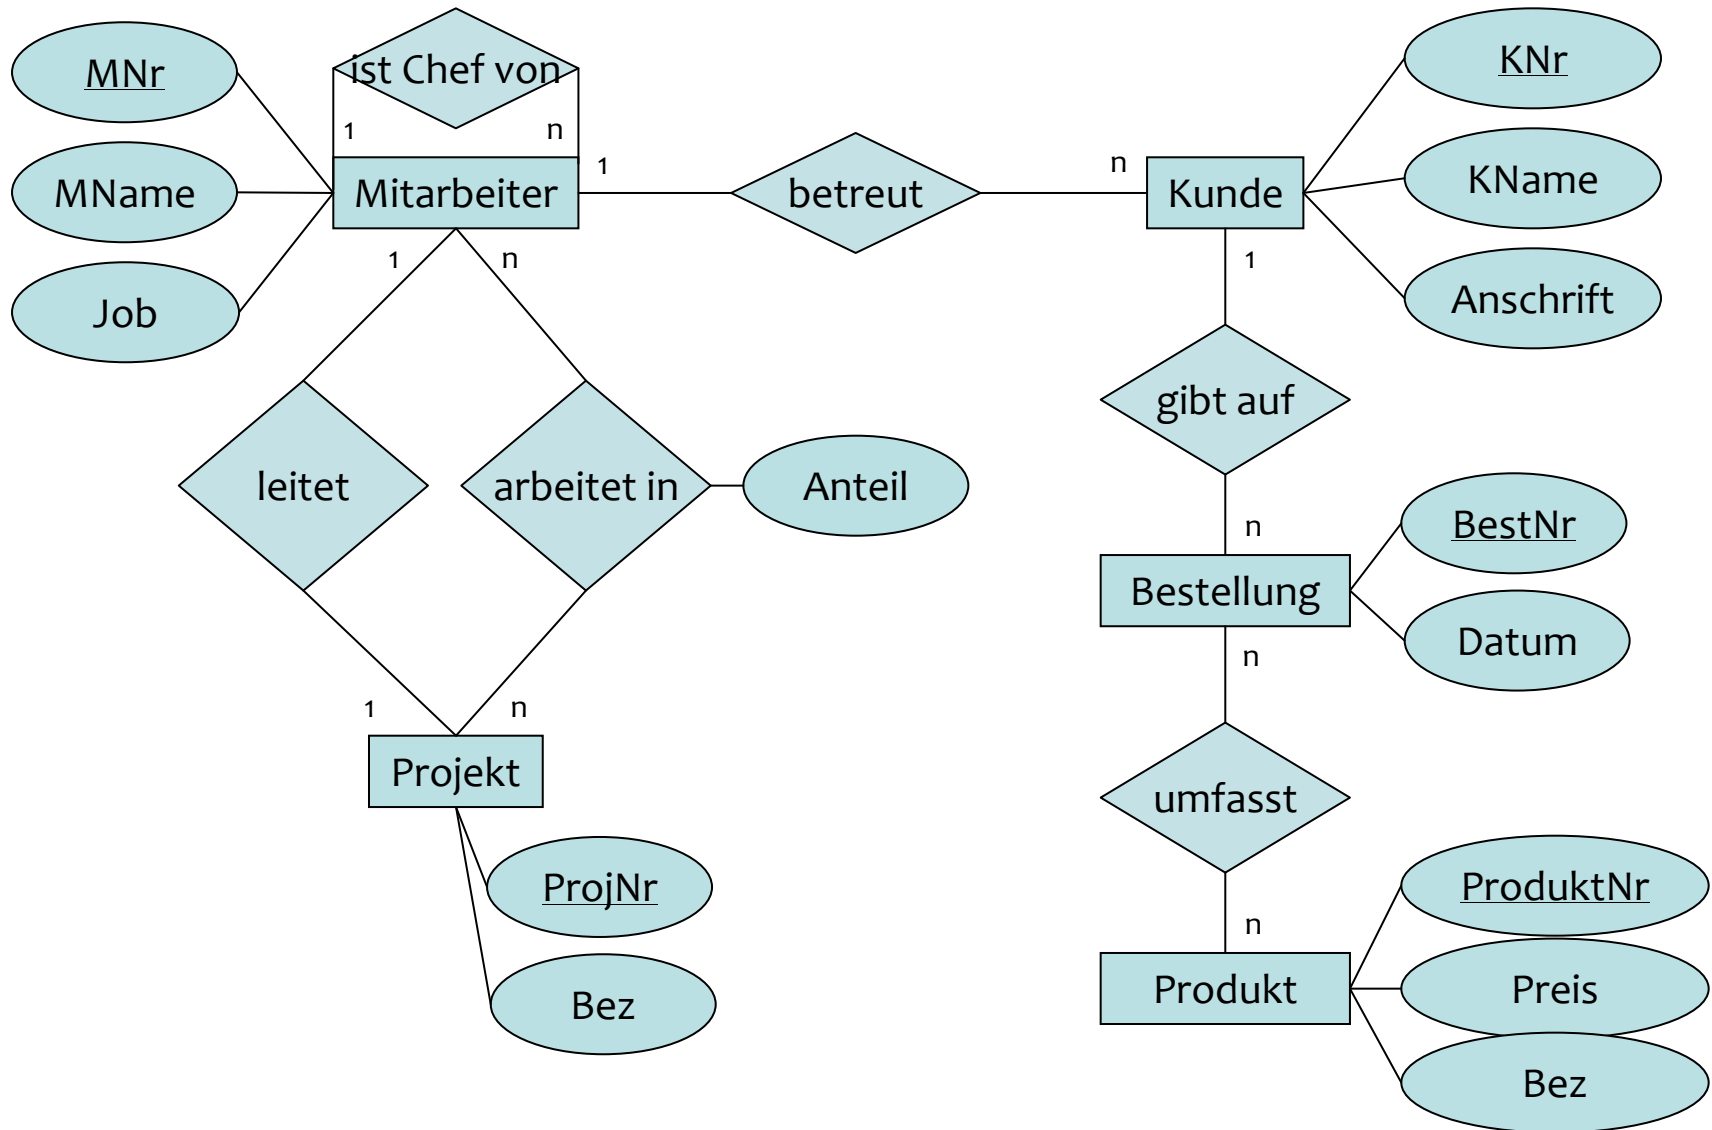 ist Chef von
MNr
KNr
1
n
MName
Mitarbeiter
1
betreut
n
Kunde
KName
Job
1
n
1
Anschrift
gibt auf
leitet
arbeitet in
Anteil
n
BestNr
Bestellung
Datum
n
1
n
Projekt
umfasst
ProjNr
n
ProduktNr
Bez
Produkt
Preis
Bez